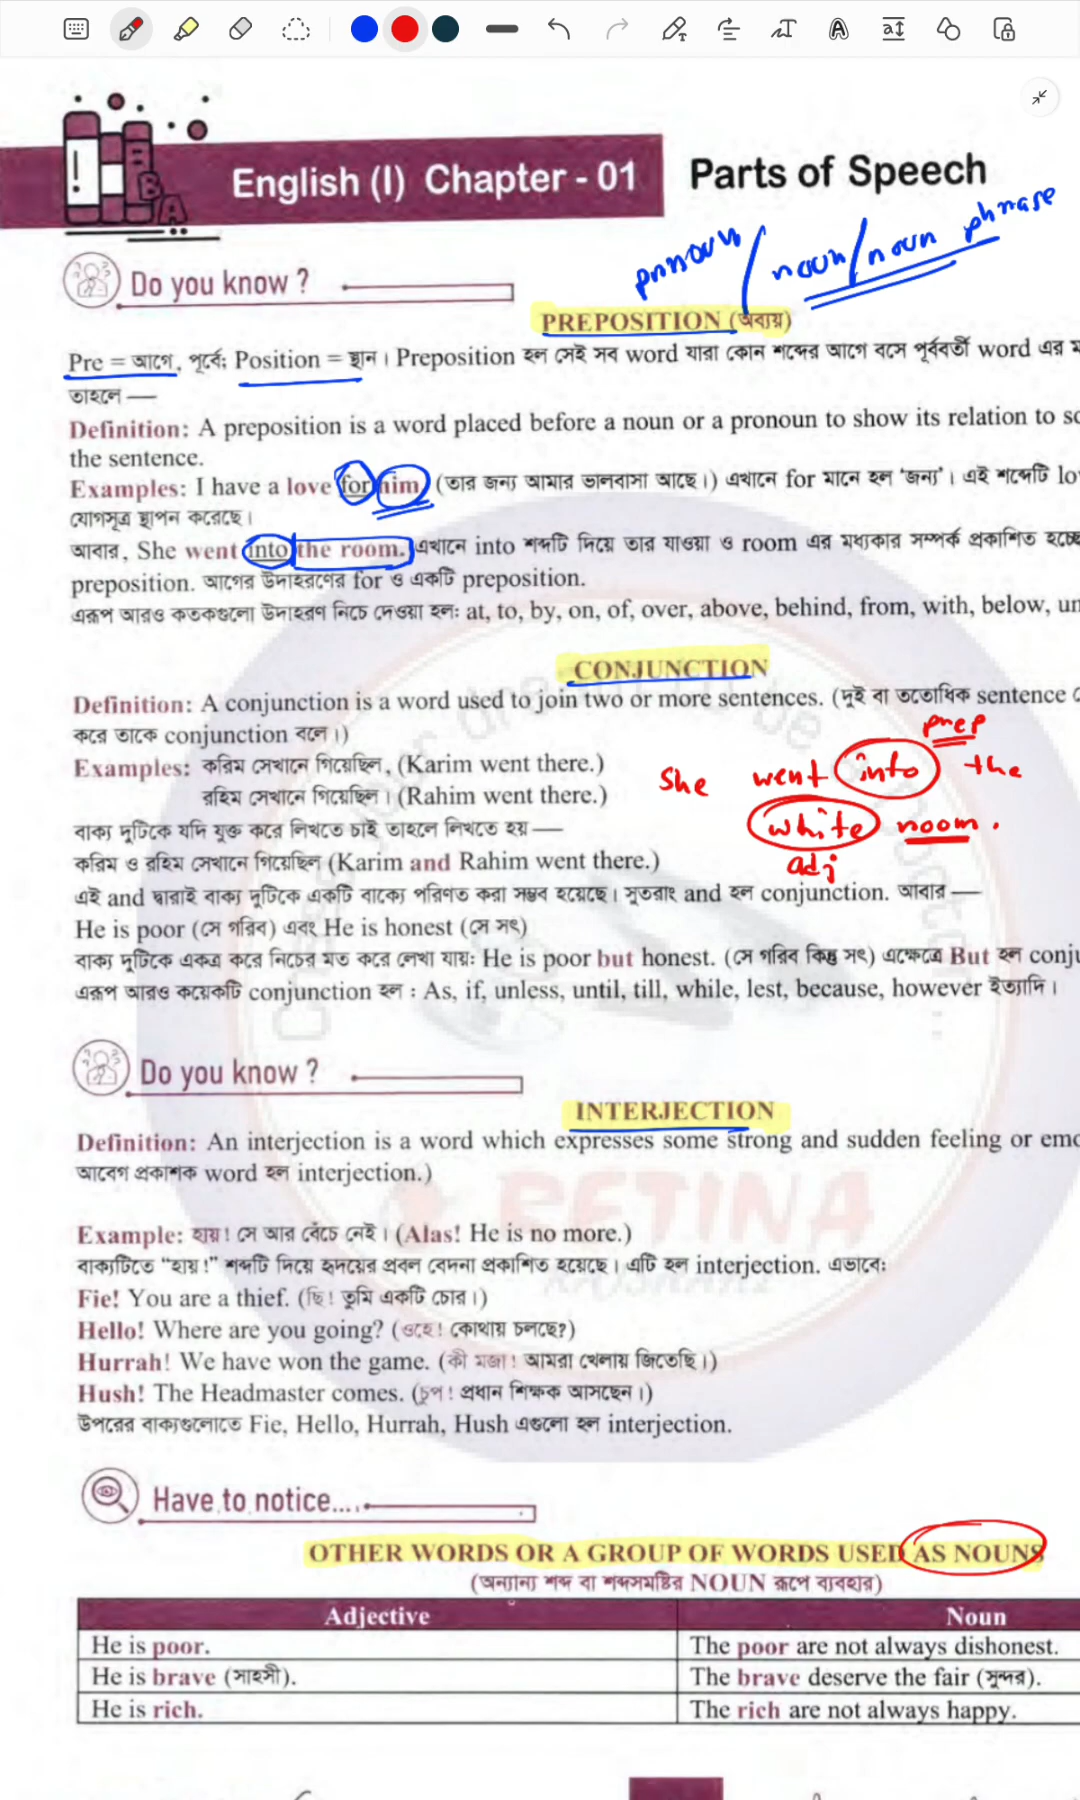 English (I) Chapter - 01 Parts of Speech
Do you know ?
pronoun / noun / noun phrase
PREPOSITION (অব্যয়)
Pre = আগে, পূর্বে; Position = স্থান। Preposition হল সেই সব word যারা কোন শব্দের আগে বসে পূর্ববর্তী word এর
তাহলে —
Definition: A preposition is a word placed before a noun or a pronoun to show its relation to
the sentence.
Examples: I have a love for him (তার জন্য আমার ভালবাসা আছে।) এখানে for মানে হল ‘জন্য’। এই শব্দটি lo
যোগসূত্র স্থাপন করেছে।
আবার, She went into the room. এখানে into শব্দটি দিয়ে তার যাওয়া ও room এর মধ্যকার সম্পর্ক প্রকাশিত হচ্ছে
preposition. আগের উদাহরণের for ও একটি preposition.
এরূপ আরও কতকগুলো উদাহরণ নিচে দেওয়া হল: at, to, by, on, of, over, above, behind, from, with, below, un
CONJUNCTION
Definition: A conjunction is a word used to join two or more sentences. (দুই বা ততোধিক sentence
করে তাকে conjunction বলে।)
prep
Examples: করিম সেখানে গিয়েছিল, (Karim went there.)
She went into the
রহিম সেখানে গিয়েছিল। (Rahim went there.)
white room.
বাক্য দুটিকে যদি যুক্ত করে লিখতে চাই তাহলে লিখতে হয় —
adj
করিম ও রহিম সেখানে গিয়েছিল (Karim and Rahim went there.)
এই and দ্বারাই বাক্য দুটিকে একটি বাক্যে পরিণত করা সম্ভব হয়েছে। সুতরাং and হল conjunction. আবার —
He is poor (সে গরিব) এবং He is honest (সে সৎ)
বাক্য দুটিকে একত্র করে নিচের মত করে লেখা যায়: He is poor but honest. (সে গরিব কিন্তু সৎ) এক্ষেত্রে But হল conju
এরূপ আরও কয়েকটি conjunction হল : As, if, unless, until, till, while, lest, because, however ইত্যাদি।
Do you know ?
INTERJECTION
Definition: An interjection is a word which expresses some strong and sudden feeling or emo
আবেগ প্রকাশক word হল interjection.)
RETINA
Example: হায়! সে আর বেঁচে নেই। (Alas! He is no more.)
বাক্যটিতে “হায়!” শব্দটি দিয়ে হৃদয়ের প্রবল বেদনা প্রকাশিত হয়েছে। এটি হল interjection. এভাবে:
Fie! You are a thief. (ছি! তুমি একটি চোর।)
Hello! Where are you going? (ওহে! কোথায় চলছে?)
Hurrah! We have won the game. (কী মজা! আমরা খেলায় জিতেছি।)
Hush! The Headmaster comes. (চুপ! প্রধান শিক্ষক আসছেন।)
উপরের বাক্যগুলোতে Fie, Hello, Hurrah, Hush এগুলো হল interjection.
Have to notice....
OTHER WORDS OR A GROUP OF WORDS USED AS NOUNS
(অন্যান্য শব্দ বা শব্দসমষ্টির NOUN রূপে ব্যবহার)
Adjective Noun
He is poor. The poor are not always dishonest.
He is brave (সাহসী). The brave deserve the fair (সুন্দর).
He is rich. The rich are not always happy.